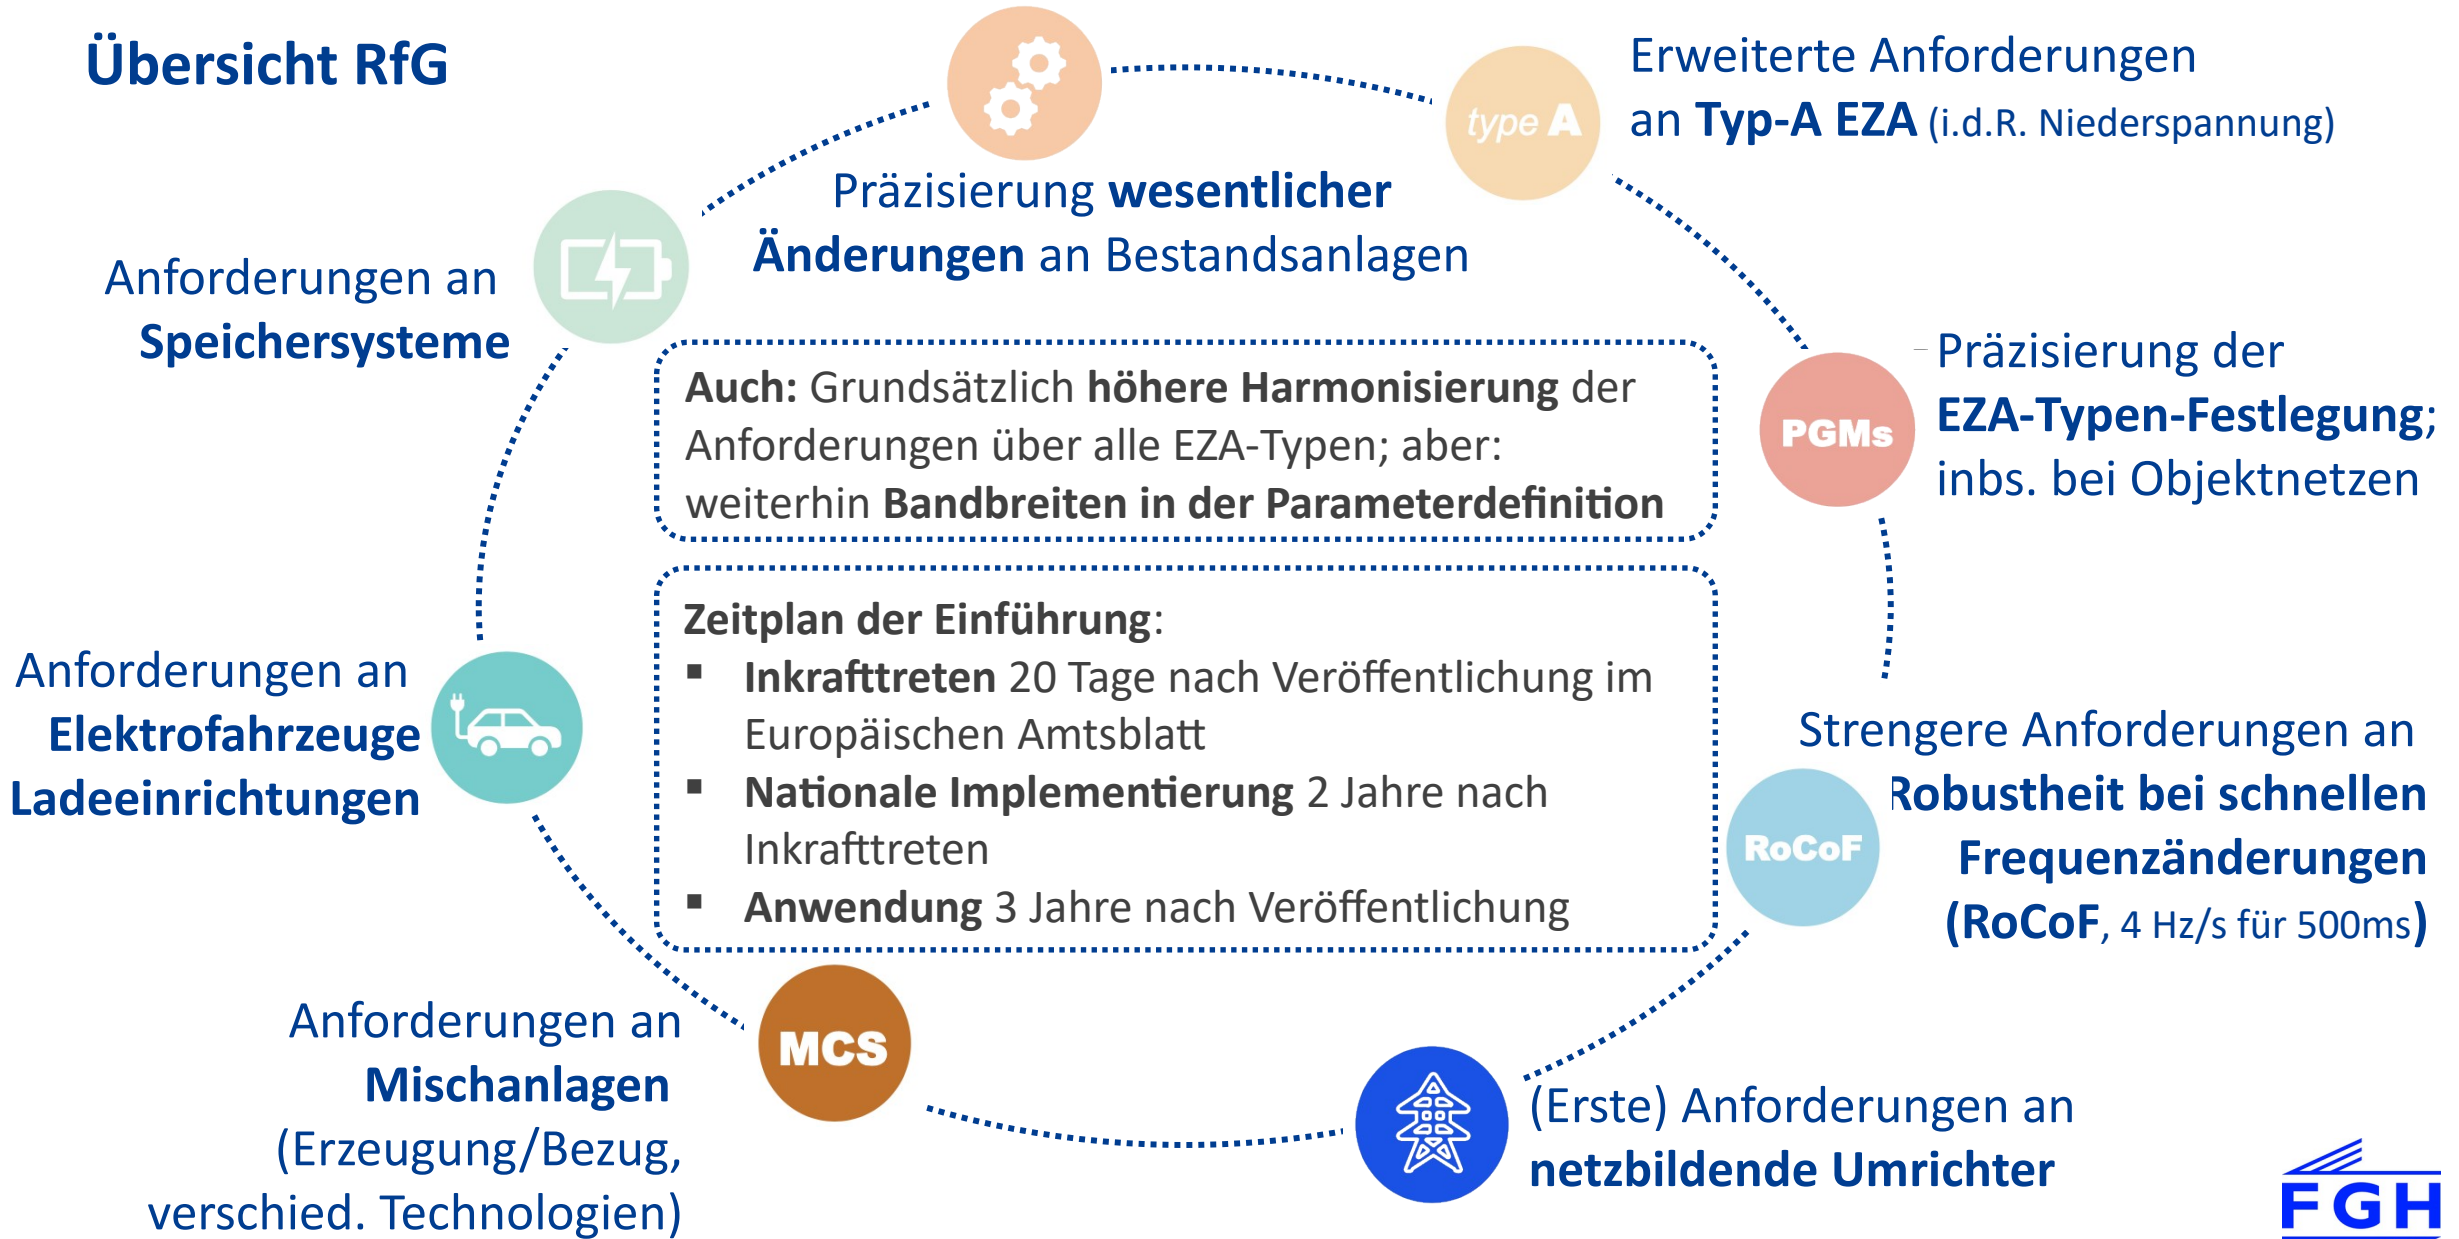 Übersicht RfG
Präzisierung wesentlicher
Änderungen an Bestandsanlagen
type A
Erweiterte Anforderungen
an Typ-A EZA (i.d.R. Niederspannung)
Anforderungen an
Speichersysteme
PGMs
Präzisierung der
EZA-Typen-Festlegung;
inbs. bei Objektnetzen
Auch: Grundsätzlich höhere Harmonisierung der
Anforderungen über alle EZA-Typen; aber:
weiterhin Bandbreiten in der Parameterdefinition
Zeitplan der Einführung:
▪ Inkrafttreten 20 Tage nach Veröffentlichung im
Europäischen Amtsblatt
▪ Nationale Implementierung 2 Jahre nach
Inkrafttreten
▪ Anwendung 3 Jahre nach Veröffentlichung
Anforderungen an
Elektrofahrzeuge
Ladeeinrichtungen
RoCoF
Strengere Anforderungen an
Robustheit bei schnellen
Frequenzänderungen
(RoCoF, 4 Hz/s für 500ms)
MCS
Anforderungen an
Mischanlagen
(Erzeugung/Bezug,
verschied. Technologien)
(Erste) Anforderungen an
netzbildende Umrichter
FGH